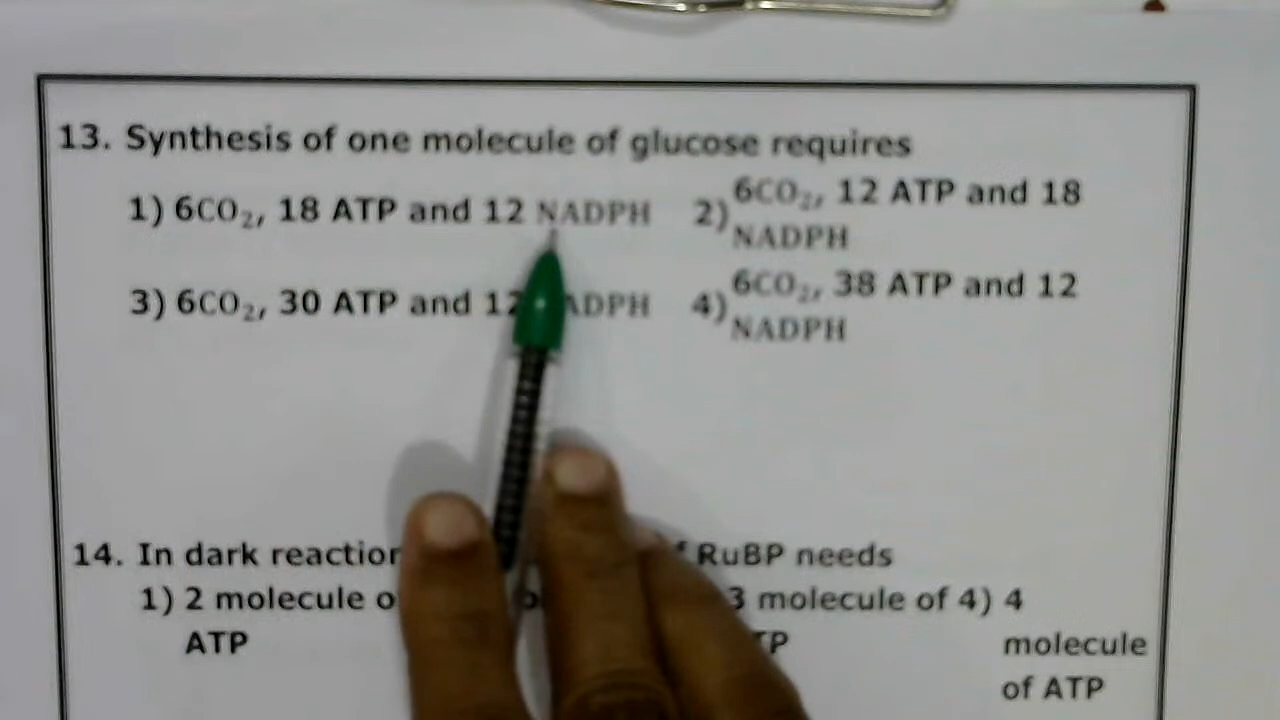 13. Synthesis of one molecule of glucose requires
1) 6CO₂, 18 ATP and 12 NADPH 2) 6CO₂, 12 ATP and 18
NADPH
3) 6CO₂, 30 ATP and 12 NADPH 4) 6CO₂, 38 ATP and 12
NADPH
14. In dark reaction RuBP needs
1) 2 molecule 3 molecule of 4) 4
ATP molecule
of ATP